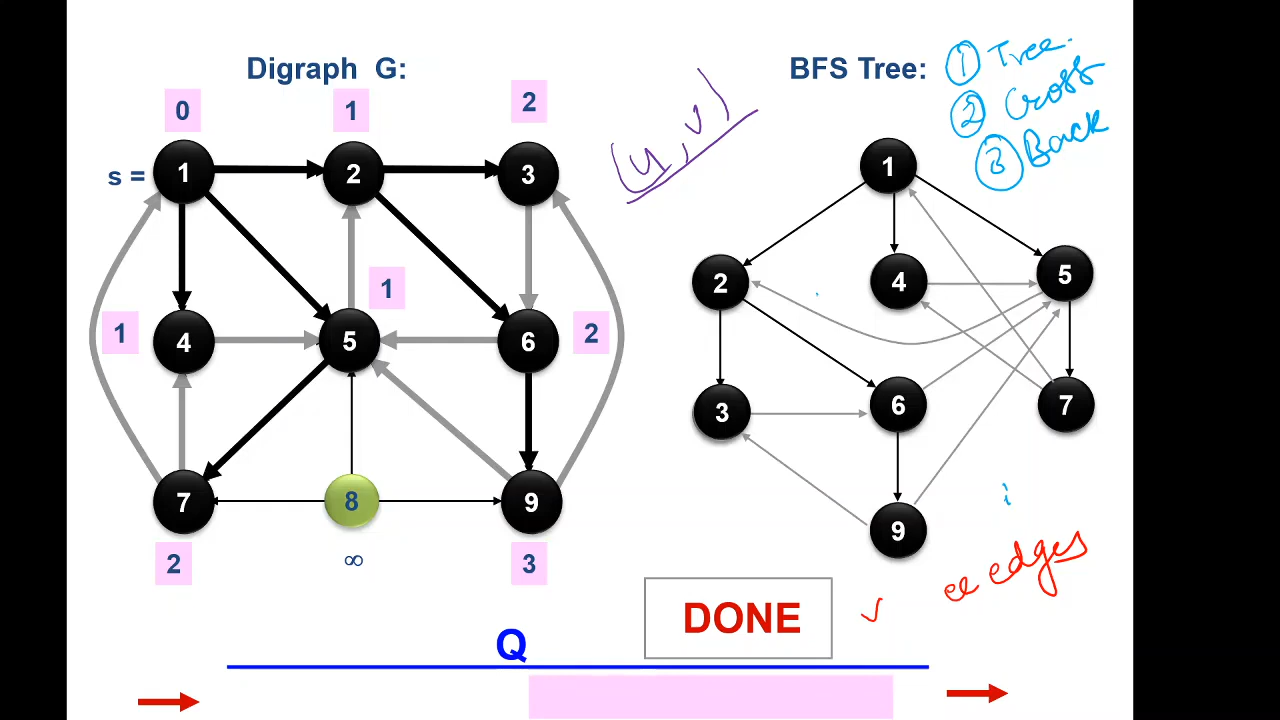 Digraph G:
BFS Tree:
① Tree.
② Cross
③ Back
(u, v)
0
1
2
s =
1
2
3
1
1
4
5
6
2
7
8
9
2
∞
3
1
2
4
5
3
6
7
9
i
edges
DONE
Q